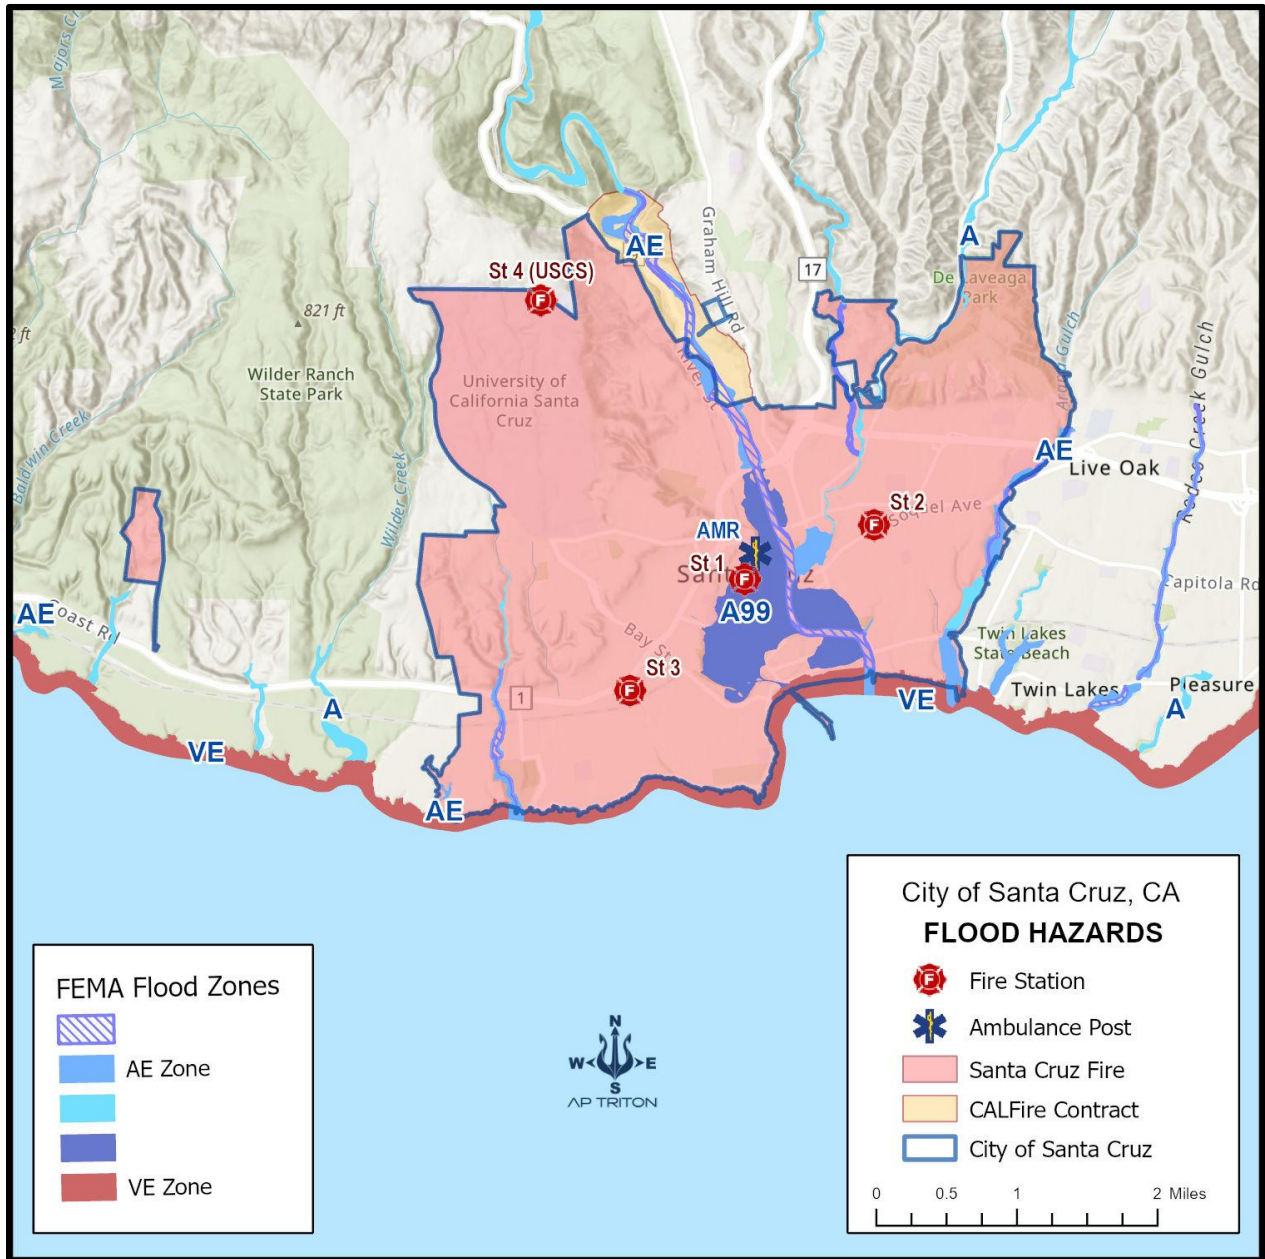 Majors Cr
Graham Hill Rd
17
A
AE
De Laveaga
Park
St 4 (USCS)
821 ft
ft
Wilder Ranch
State Park
University of
California Santa
Cruz
River St
Arana Gulch
Rodeo Creek Gulch
Baldwin Creek
Wilder Creek
AE
Live Oak
St 2
Soquel Ave
AMR
St 1
Santa Cruz
A99
Capitola Rd
AE
Coast Rd
Bay St
St 3
Twin Lakes
State Beach
Twin Lakes
Pleasure
1
A
VE
VE
A
AE
FEMA Flood Zones
AE Zone
VE Zone
N
W E
S
AP TRITON
City of Santa Cruz, CA
FLOOD HAZARDS
Fire Station
Ambulance Post
Santa Cruz Fire
CALFire Contract
City of Santa Cruz
0 0.5 1 2 Miles